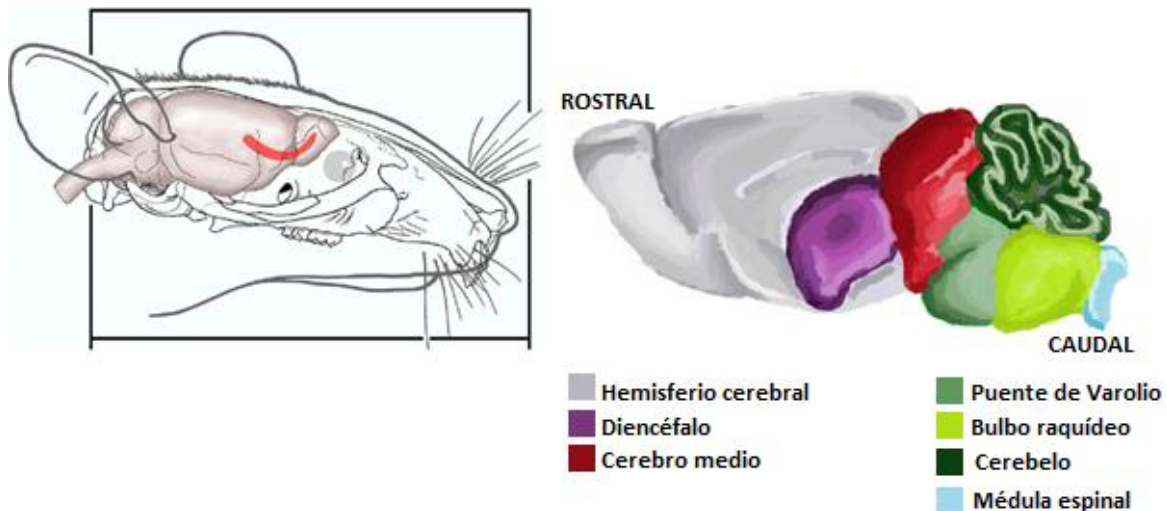 ROSTRAL
CAUDAL
Hemisferio cerebral
Diencéfalo
Cerebro medio
Puente de Varolio
Bulbo raquídeo
Cerebelo
Médula espinal